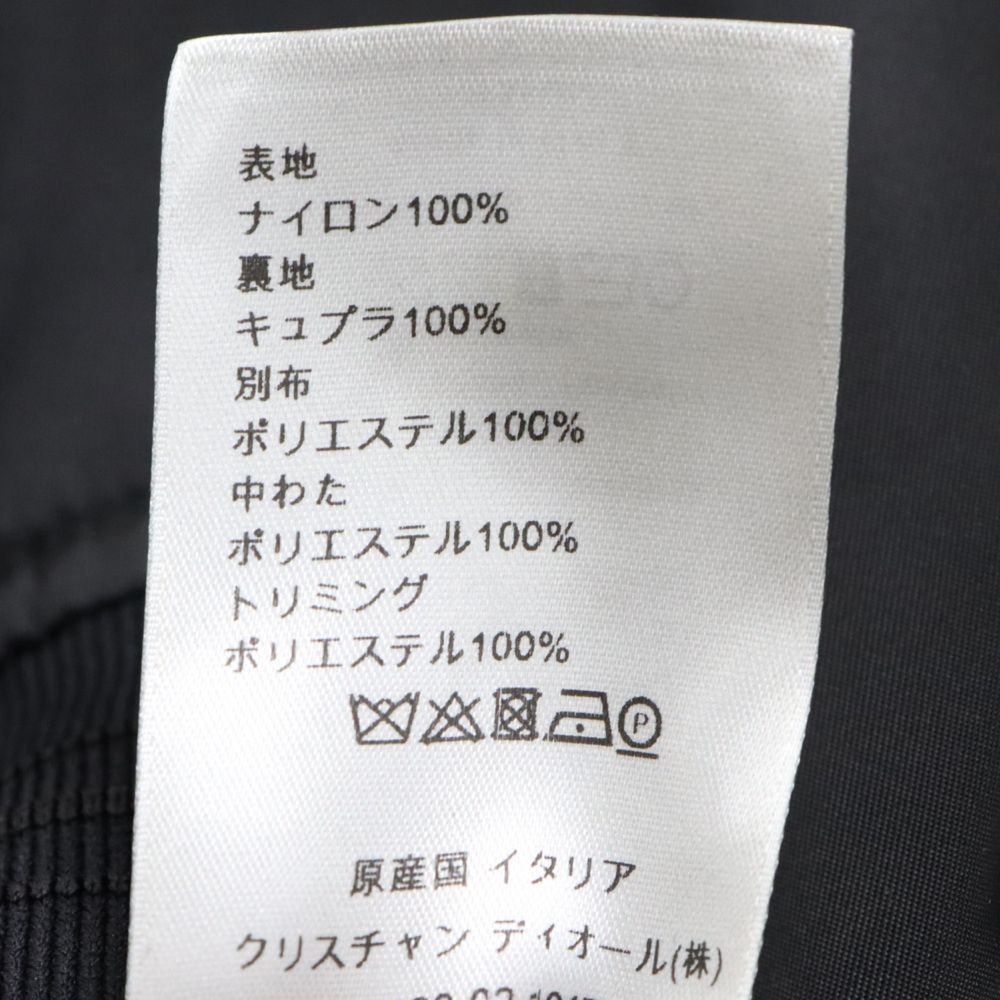 表地
ナイロン100%
裏地
キュプラ100%
別布
ポリエステル100%
中わた
ポリエステル100%
トリミング
ポリエステル100%
P
原産国 イタリア
クリスチャン ディオール(株)